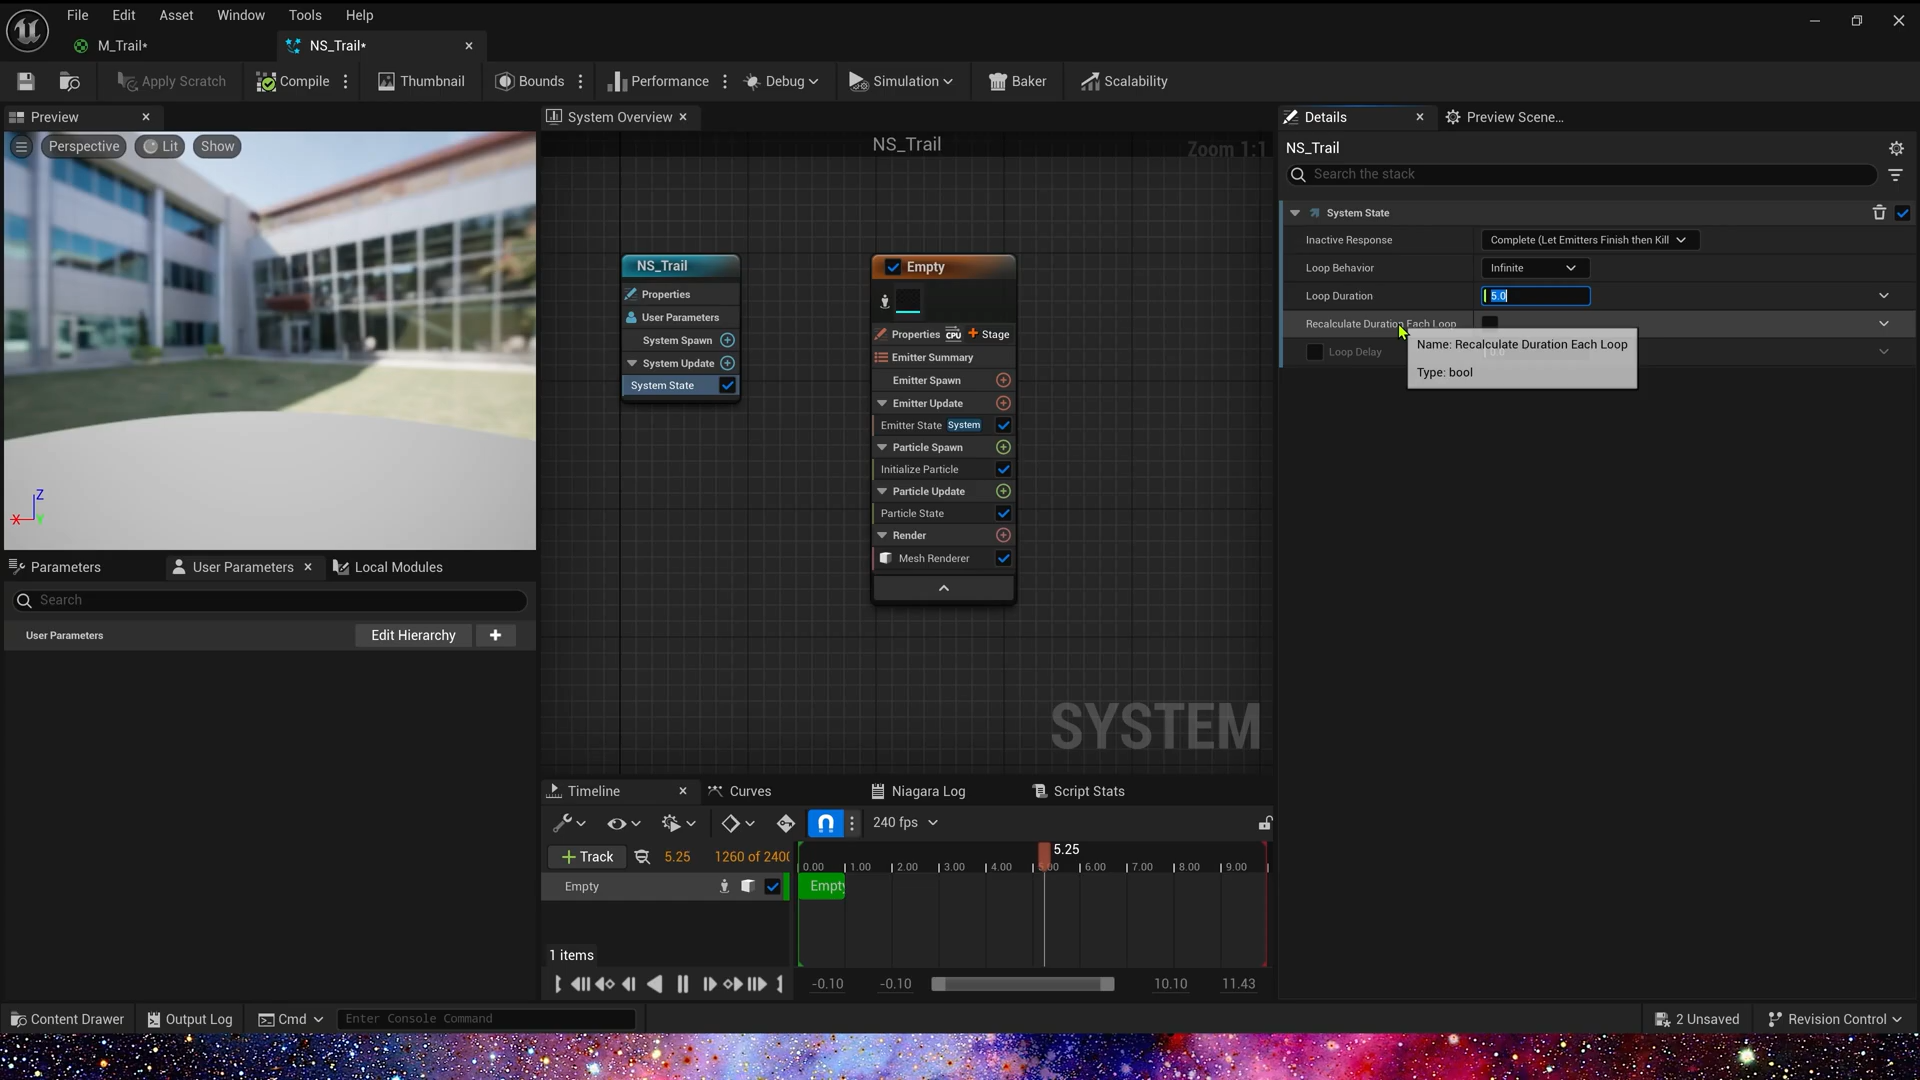 File Edit Asset Window Tools Help
M_Trail*
NS_Trail*
Apply Scratch
Compile
Thumbnail
Bounds
Performance
Debug
Simulation
Baker
Scalability
Preview
Perspective
Lit
Show
Z
X
Y
Parameters
User Parameters
Local Modules
Search
User Parameters
Edit Hierarchy
System Overview
NS_Trail
Zoom 1:1
NS_Trail
Properties
User Parameters
System Spawn
System Update
System State
Empty
Properties
CPU
Stage
Emitter Summary
Emitter Spawn
Emitter Update
Emitter State System
Particle Spawn
Initialize Particle
Particle Update
Particle State
Render
Mesh Renderer
SYSTEM
Timeline
Curves
Niagara Log
Script Stats
240 fps
+ Track
5.25
1260 of 2400
5.25
0.00 1.00 2.00 3.00 4.00 5.00 6.00 7.00 8.00 9.00
Empty
Empty
1 items
-0.10 -0.10 10.10 11.43
Details
Preview Scene...
NS_Trail
Search the stack
System State
Inactive Response
Complete (Let Emitters Finish then Kill
Loop Behavior
Infinite
Loop Duration
5.0
Recalculate Duration Each Loop
Loop Delay
Name: Recalculate Duration Each Loop
Type: bool
Content Drawer
Output Log
Cmd
Enter Console Command
2 Unsaved
Revision Control